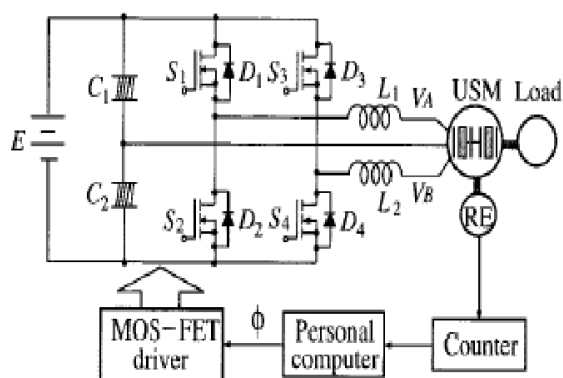 S1
D1
S3
D3
C1
L1
VA
USM
Load
E
C2
S2
D2
S4
D4
L2
VB
RE
MOS-FET
driver
ϕ
Personal
computer
Counter